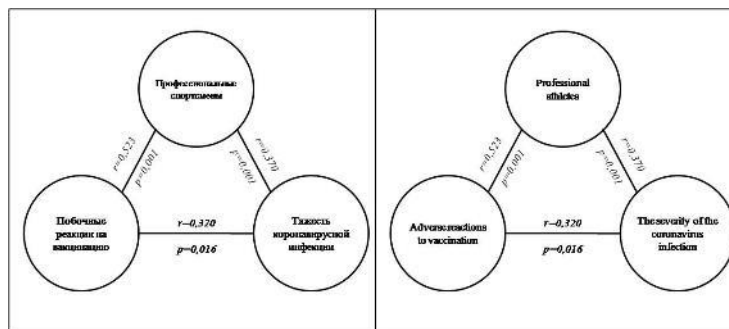 Профессиональные
спортсмены
r=0,523
p=0,001
r=0,370
p=0,001
Побочные
реакции на
вакцинацию
r=0,320
p=0,016
Тяжесть
коронавирусной
инфекции
Professional
athletes
r=0,523
p=0,001
r=0,370
p=0,001
Adverse reactions
to vaccination
r=0,320
p=0,016
The severity of the
coronavirus
infection